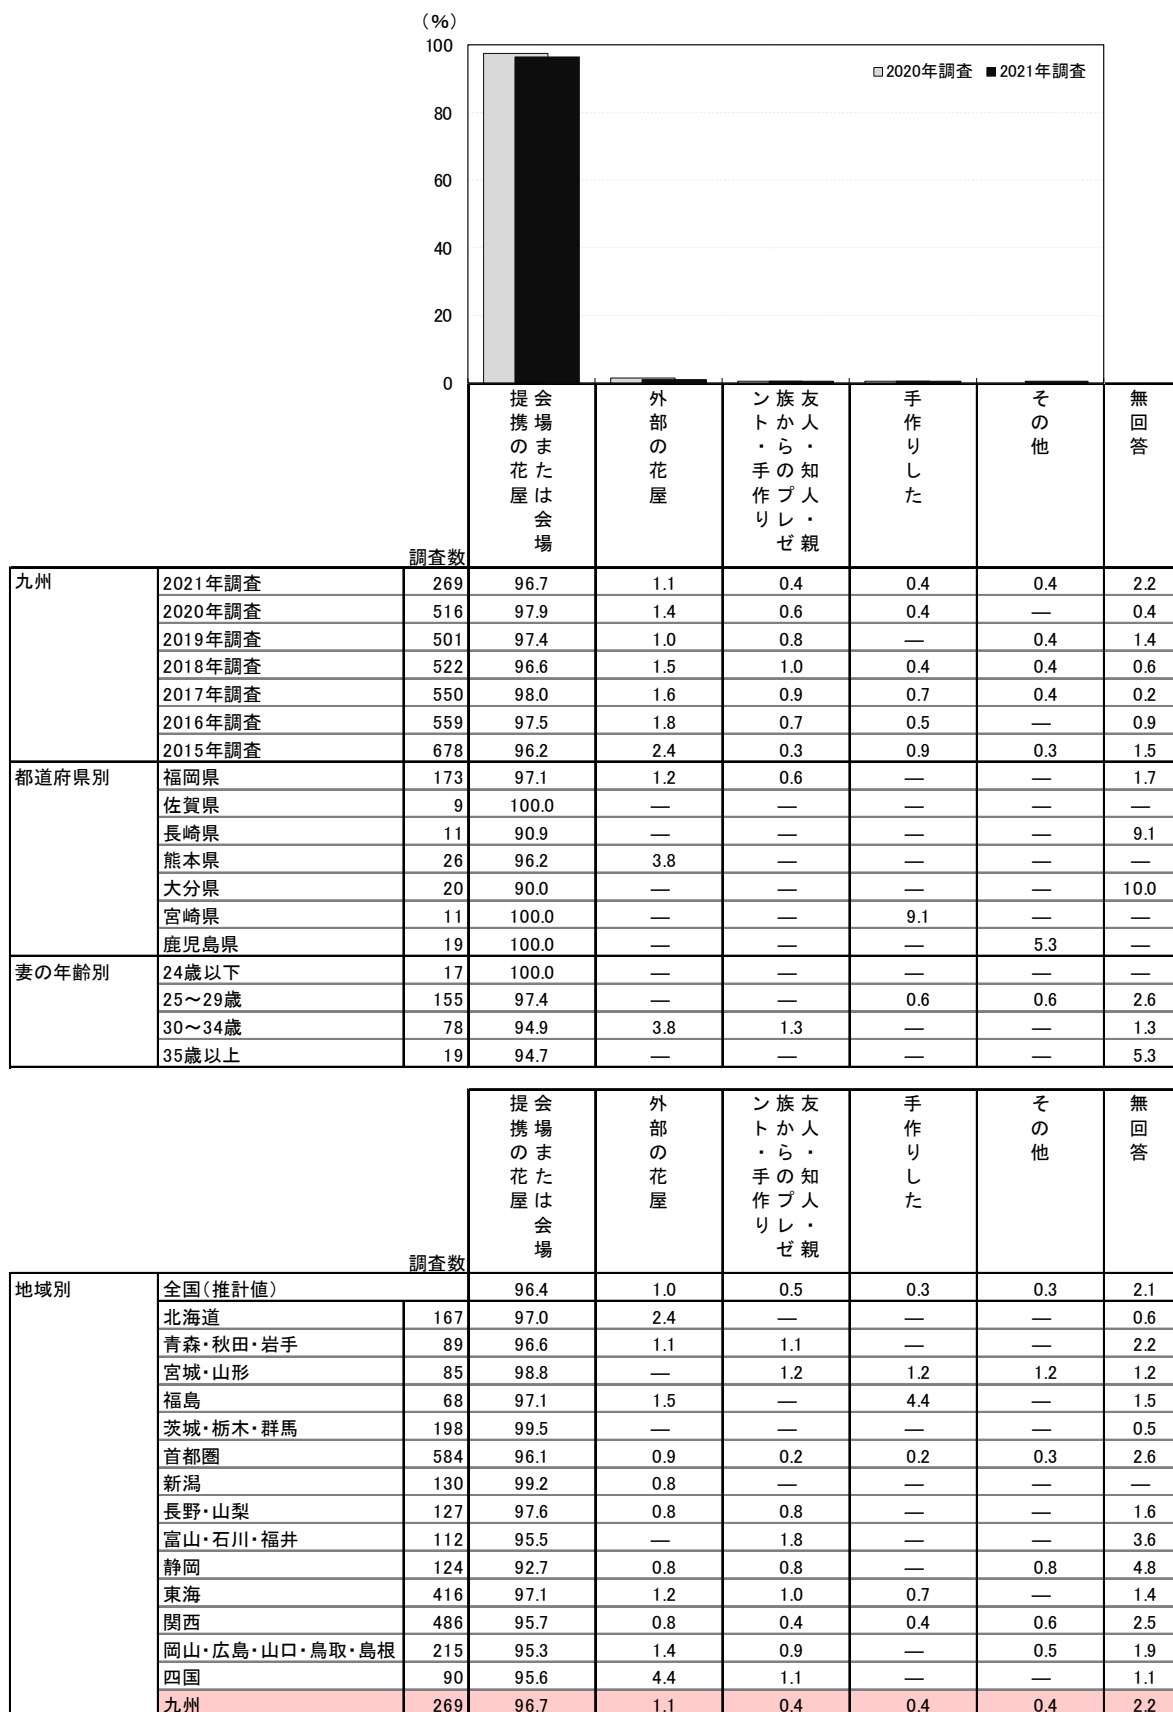 （%）
100
80
60
40
20
0
□2020年調査 ■2021年調査
会場または会場提携の花屋
外部の花屋
友人・知人・親族からのプレゼント・手作り
手作りした
その他
無回答
調査数
九州 2021年調査 269 96.7 1.1 0.4 0.4 0.4 2.2
2020年調査 516 97.9 1.4 0.6 0.4 — 0.4
2019年調査 501 97.4 1.0 0.8 — 0.4 1.4
2018年調査 522 96.6 1.5 1.0 0.4 0.4 0.6
2017年調査 550 98.0 1.6 0.9 0.7 0.4 0.2
2016年調査 559 97.5 1.8 0.7 0.5 — 0.9
2015年調査 678 96.2 2.4 0.3 0.9 0.3 1.5
都道府県別 福岡県 173 97.1 1.2 0.6 — — 1.7
佐賀県 9 100.0 — — — — —
長崎県 11 90.9 — — — — 9.1
熊本県 26 96.2 3.8 — — — —
大分県 20 90.0 — — — — 10.0
宮崎県 11 100.0 — — 9.1 — —
鹿児島県 19 100.0 — — — 5.3 —
妻の年齢別 24歳以下 17 100.0 — — — — —
25～29歳 155 97.4 — — 0.6 0.6 2.6
30～34歳 78 94.9 3.8 1.3 — — 1.3
35歳以上 19 94.7 — — — — 5.3
会場または会場提携の花屋
外部の花屋
友人・知人・親族からのプレゼント・手作り
手作りした
その他
無回答
調査数
地域別 全国（推計値） 96.4 1.0 0.5 0.3 0.3 2.1
北海道 167 97.0 2.4 — — — 0.6
青森・秋田・岩手 89 96.6 1.1 1.1 — — 2.2
宮城・山形 85 98.8 — 1.2 1.2 1.2 1.2
福島 68 97.1 1.5 — 4.4 — 1.5
茨城・栃木・群馬 198 99.5 — — — — 0.5
首都圏 584 96.1 0.9 0.2 0.2 0.3 2.6
新潟 130 99.2 0.8 — — — —
長野・山梨 127 97.6 0.8 0.8 — — 1.6
富山・石川・福井 112 95.5 — 1.8 — — 3.6
静岡 124 92.7 0.8 0.8 — 0.8 4.8
東海 416 97.1 1.2 1.0 0.7 — 1.4
関西 486 95.7 0.8 0.4 0.4 0.6 2.5
岡山・広島・山口・鳥取・島根 215 95.3 1.4 0.9 — 0.5 1.9
四国 90 95.6 4.4 1.1 — — 1.1
九州 269 96.7 1.1 0.4 0.4 0.4 2.2